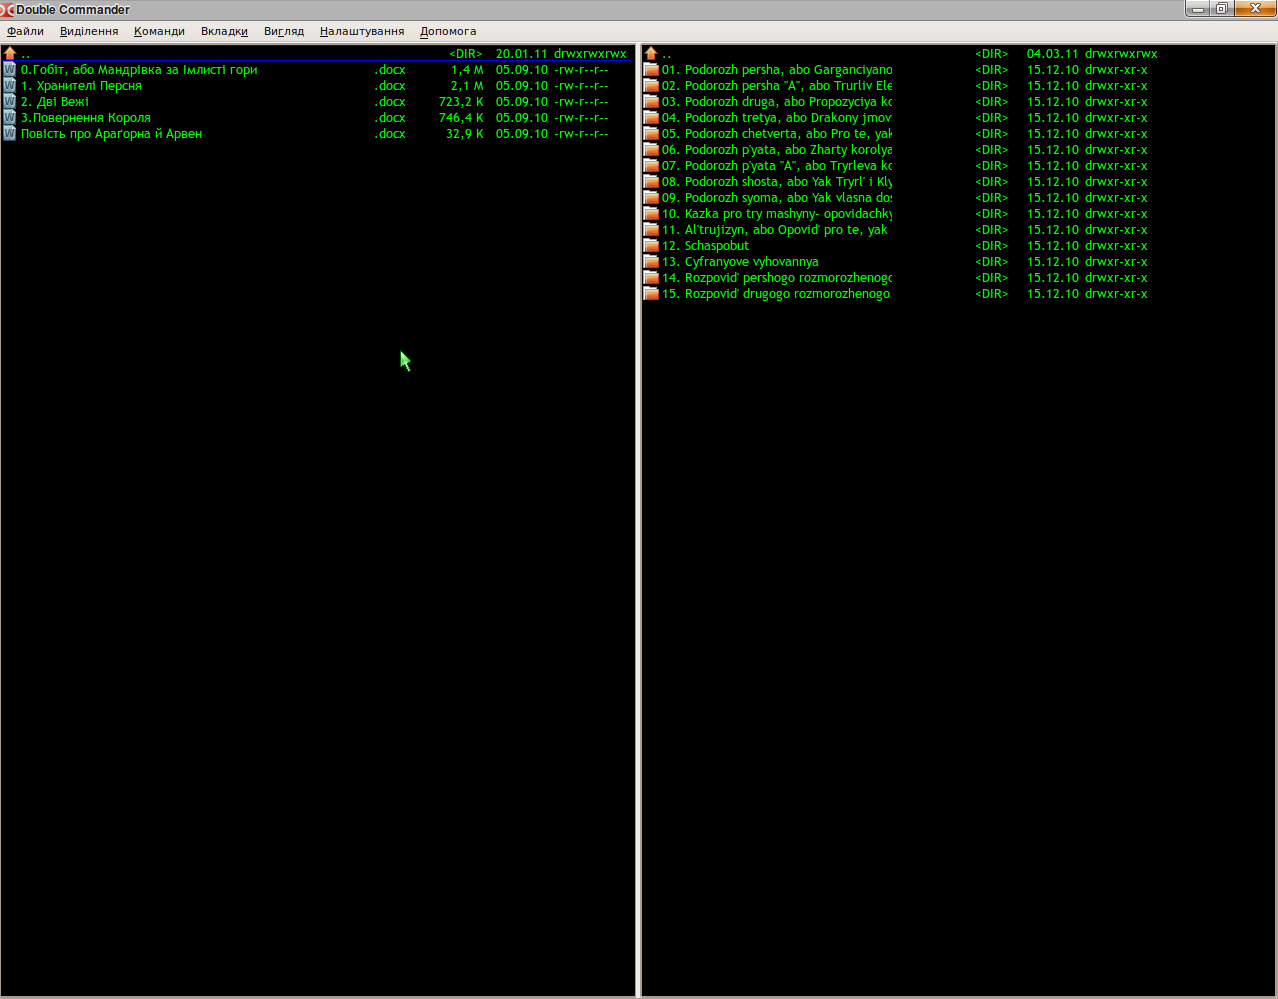 Double Commander
Файли Виділення Команди Вкладки Вигляд Налаштування Допомога
.. <DIR> 20.01.11 drwxrwxrwx
0.Гобіт, або Мандрівка за Імлисті гори .docx 1,4 M 05.09.10 -rw-r--r--
1. Хранителі Персня .docx 2,1 M 05.09.10 -rw-r--r--
2. Дві Вежі .docx 723,2 K 05.09.10 -rw-r--r--
3.Повернення Короля .docx 746,4 K 05.09.10 -rw-r--r--
Повість про Араґорна й Арвен .docx 32,9 K 05.09.10 -rw-r--r--
.. <DIR> 04.03.11 drwxrwxrwx
01. Podorozh persha, abo Garganciyano <DIR> 15.12.10 drwxr-xr-x
02. Podorozh persha "A", abo Trurliv Ele <DIR> 15.12.10 drwxr-xr-x
03. Podorozh druga, abo Propozyciya ko <DIR> 15.12.10 drwxr-xr-x
04. Podorozh tretya, abo Drakony jmov <DIR> 15.12.10 drwxr-xr-x
05. Podorozh chetverta, abo Pro te, yak <DIR> 15.12.10 drwxr-xr-x
06. Podorozh p'yata, abo Zharty korolya <DIR> 15.12.10 drwxr-xr-x
07. Podorozh p'yata "A", abo Tryrleva ko <DIR> 15.12.10 drwxr-xr-x
08. Podorozh shosta, abo Yak Tryrl' i Kly <DIR> 15.12.10 drwxr-xr-x
09. Podorozh syoma, abo Yak vlasna dos <DIR> 15.12.10 drwxr-xr-x
10. Kazka pro try mashyny- opovidachky <DIR> 15.12.10 drwxr-xr-x
11. Al'trujizyn, abo Opovid' pro te, yak <DIR> 15.12.10 drwxr-xr-x
12. Schaspobut <DIR> 15.12.10 drwxr-xr-x
13. Cyfranyove vyhovannya <DIR> 15.12.10 drwxr-xr-x
14. Rozpovid' pershogo rozmorozhenogo <DIR> 15.12.10 drwxr-xr-x
15. Rozpovid' drugogo rozmorozhenogo <DIR> 15.12.10 drwxr-xr-x